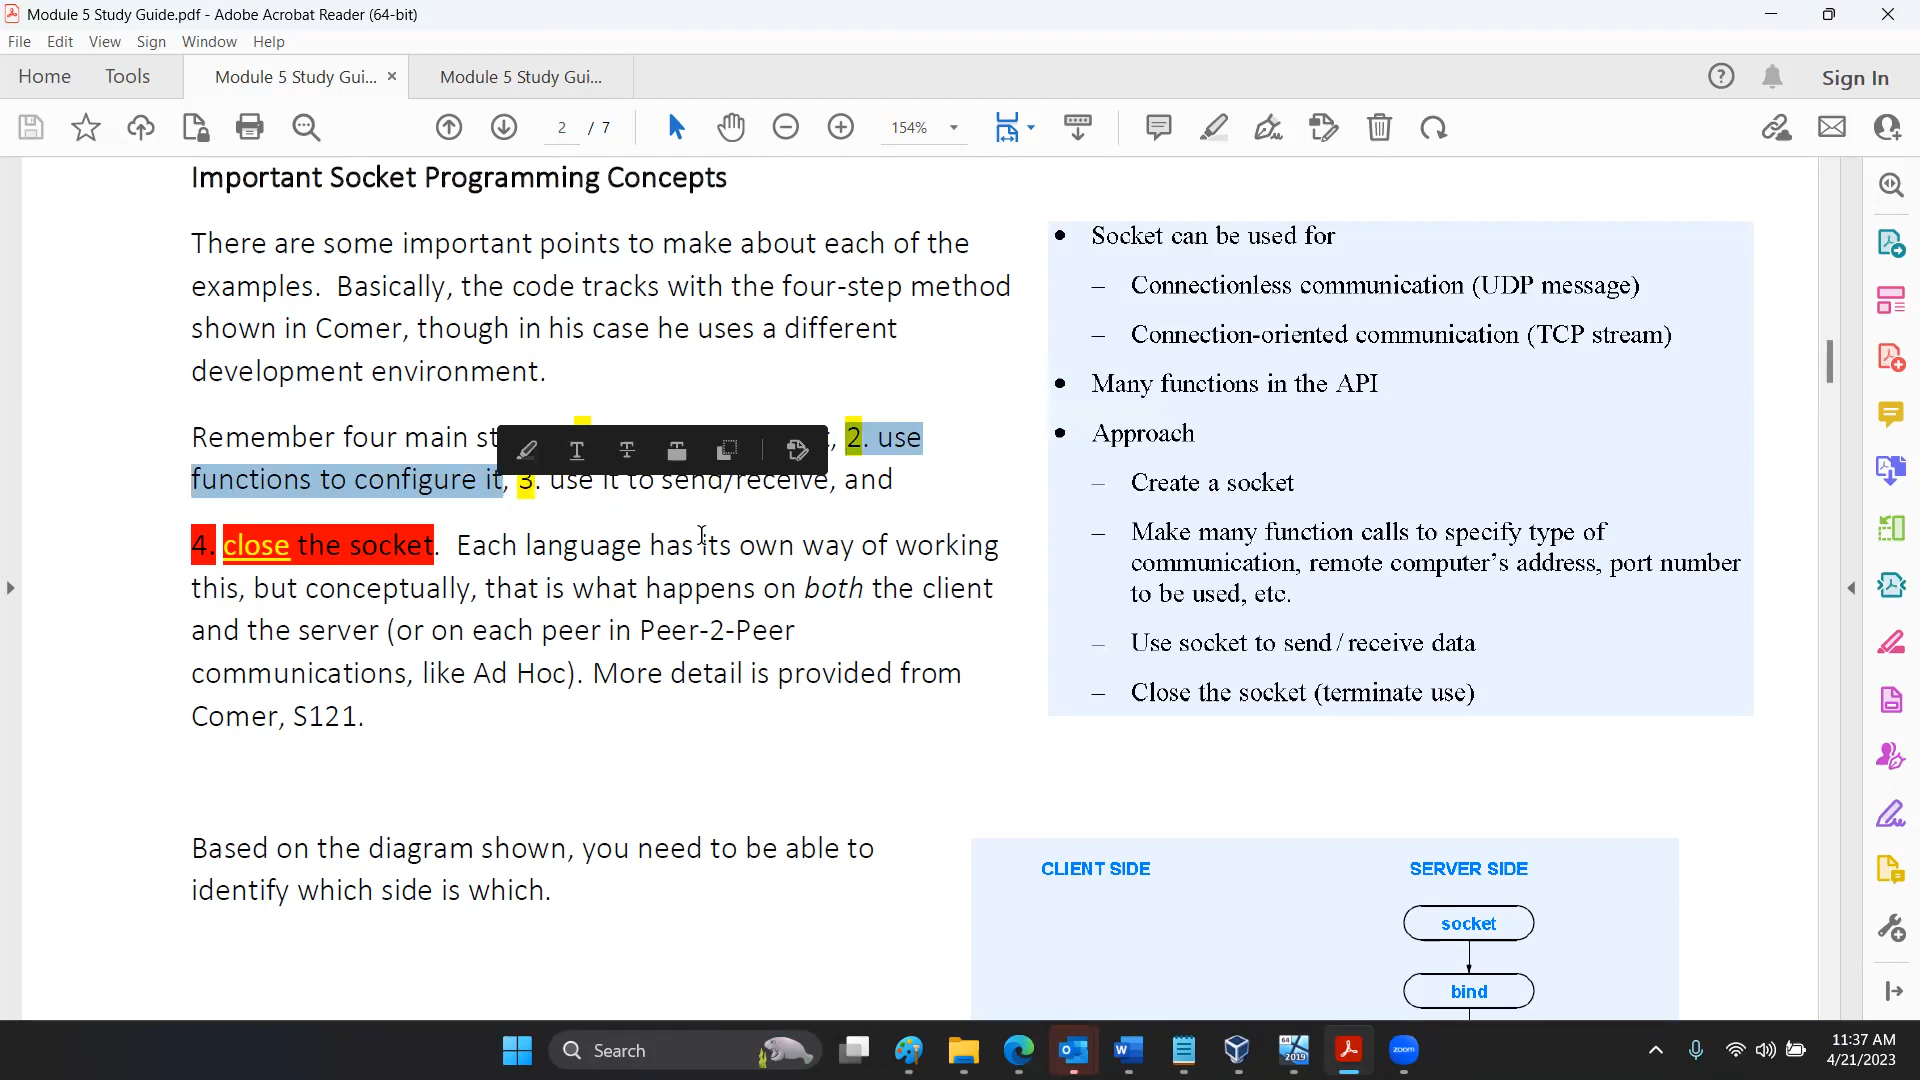 Module 5 Study Guide.pdf - Adobe Acrobat Reader (64-bit)
File Edit View Sign Window Help
Home Tools Module 5 Study Gui... × Module 5 Study Gui... Sign In
2 / 7 154%
Important Socket Programming Concepts
There are some important points to make about each of the
examples. Basically, the code tracks with the four-step method
shown in Comer, though in his case he uses a different
development environment.
Remember four main st , 2. use
functions to configure it, 3. use it to send/receive, and
4. close the socket. Each language has its own way of working
this, but conceptually, that is what happens on both the client
and the server (or on each peer in Peer-2-Peer
communications, like Ad Hoc). More detail is provided from
Comer, S121.
• Socket can be used for
– Connectionless communication (UDP message)
– Connection-oriented communication (TCP stream)
• Many functions in the API
• Approach
– Create a socket
– Make many function calls to specify type of
communication, remote computer's address, port number
to be used, etc.
– Use socket to send/receive data
– Close the socket (terminate use)
Based on the diagram shown, you need to be able to
identify which side is which.
CLIENT SIDE SERVER SIDE
socket
bind
Search
64
2019
zoom
11:37 AM
4/21/2023